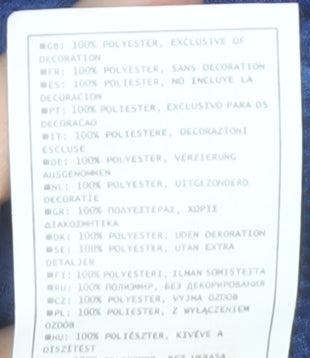 ■GB: 100% POLYESTER, EXCLUSIVE OF
DECORATION
■FR: 100% POLYESTER, SANS DECORATION
■ES: 100% POLIESTER, NO INCLUYE LA
DECORACION
■PT: 100% POLIESTER, EXCLUSIVO PARA OS
DECORACAO
■IT: 100% POLIESTERE, DECORAZIONI
ESCLUSE
■DE: 100% POLYESTER, VERZIERUNG
AUSGENOMMEN
■NL: 100% POLYESTER, UITGEZONDERD
DECORATIE
■GR: 100% ΠΟΛΥΕΣΤΕΡΑΣ, ΧΩΡΙΣ
ΔΙΑΚΟΣΜΗΤΙΚΑ
■DK: 100% POLYESTER, UDEN DEKORATION
■SE: 100% POLYESTER, UTAN EXTRA
DETALJER
■FI: 100% POLYESTERI, ILMAN SOMISTEITA
■RU: 100% ПОЛИЭФИР, БЕЗ ДЕКОРИРОВАНИЯ
■CZ: 100% POLYESTER, VYJMA OZDOB
■PL: 100% POLIESTER, Z WYŁĄCZENIEM
OZDÓB
■HU: 100% POLIÉSZTER, KIVÉVE A
DÍSZÍTÉST